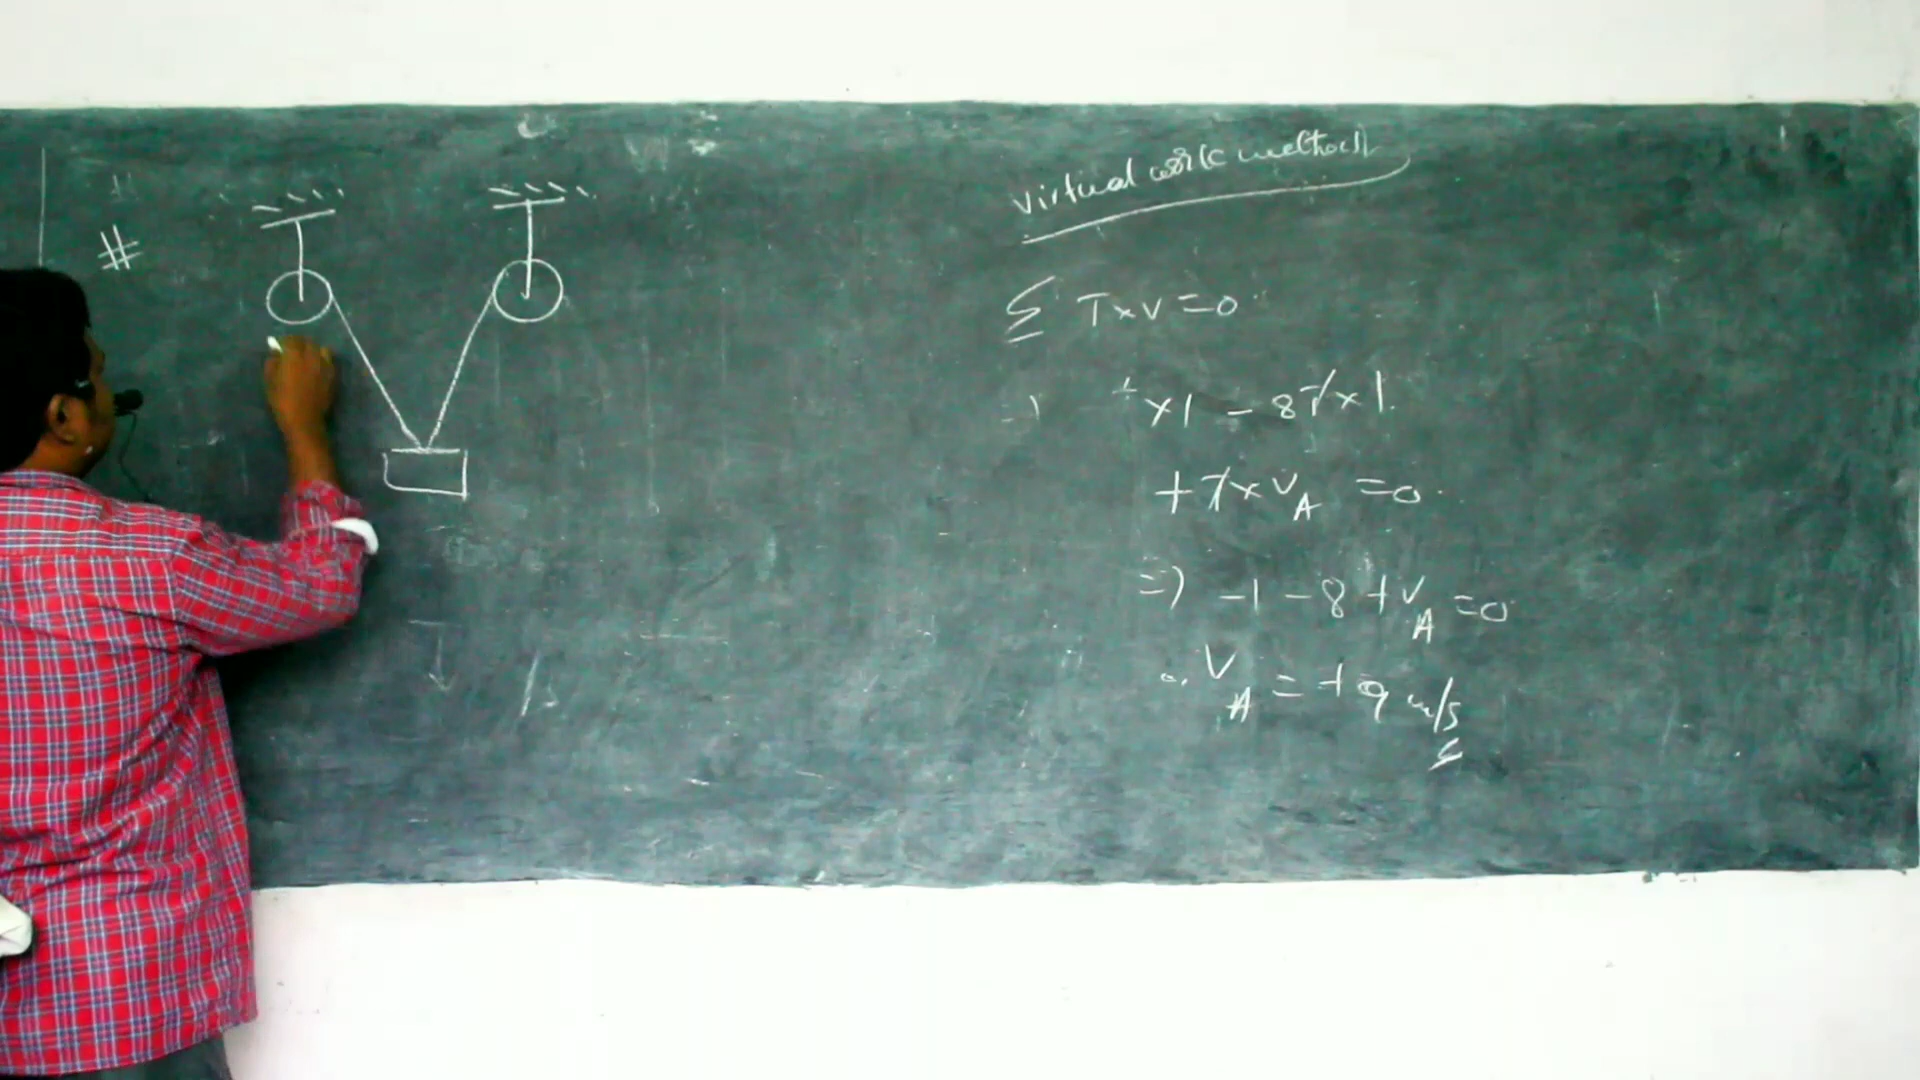 #
Virtual work method
Σ T×V=0
×1 - 8T×1
+T×V_A =0
=) -1-8+V_A=0
∴ V_A = +9 m/s